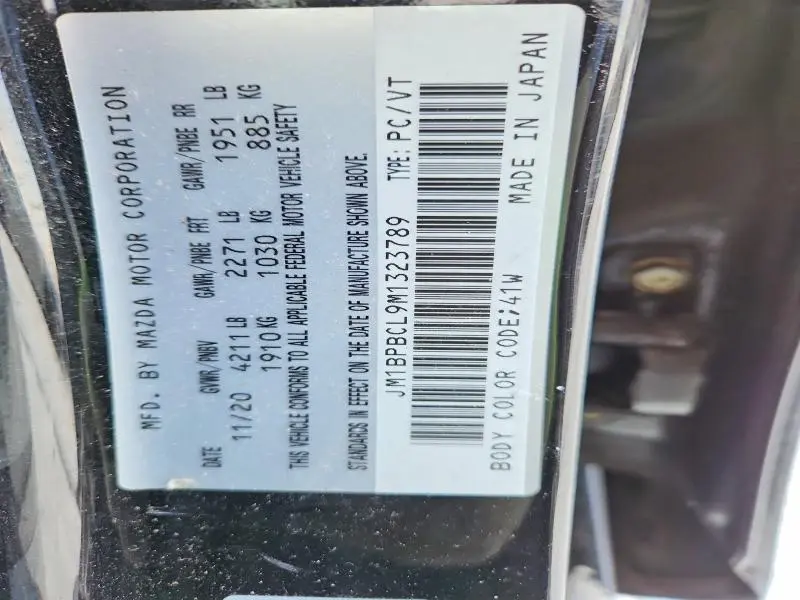 MFD. BY MAZDA MOTOR CORPORATION
DATE GVWR/PNBV GAWR/PNBE FRT GAWR/PNBE RR
11/20 4211 LB 2271 LB 1951 LB
1910 KG 1030 KG 885 KG
THIS VEHICLE CONFORMS TO ALL APPLICABLE FEDERAL MOTOR VEHICLE SAFETY
STANDARDS IN EFFECT ON THE DATE OF MANUFACTURE SHOWN ABOVE.
JM1BPBCL9M1323789 TYPE: PC/VT
BODY COLOR CODE;41W MADE IN JAPAN